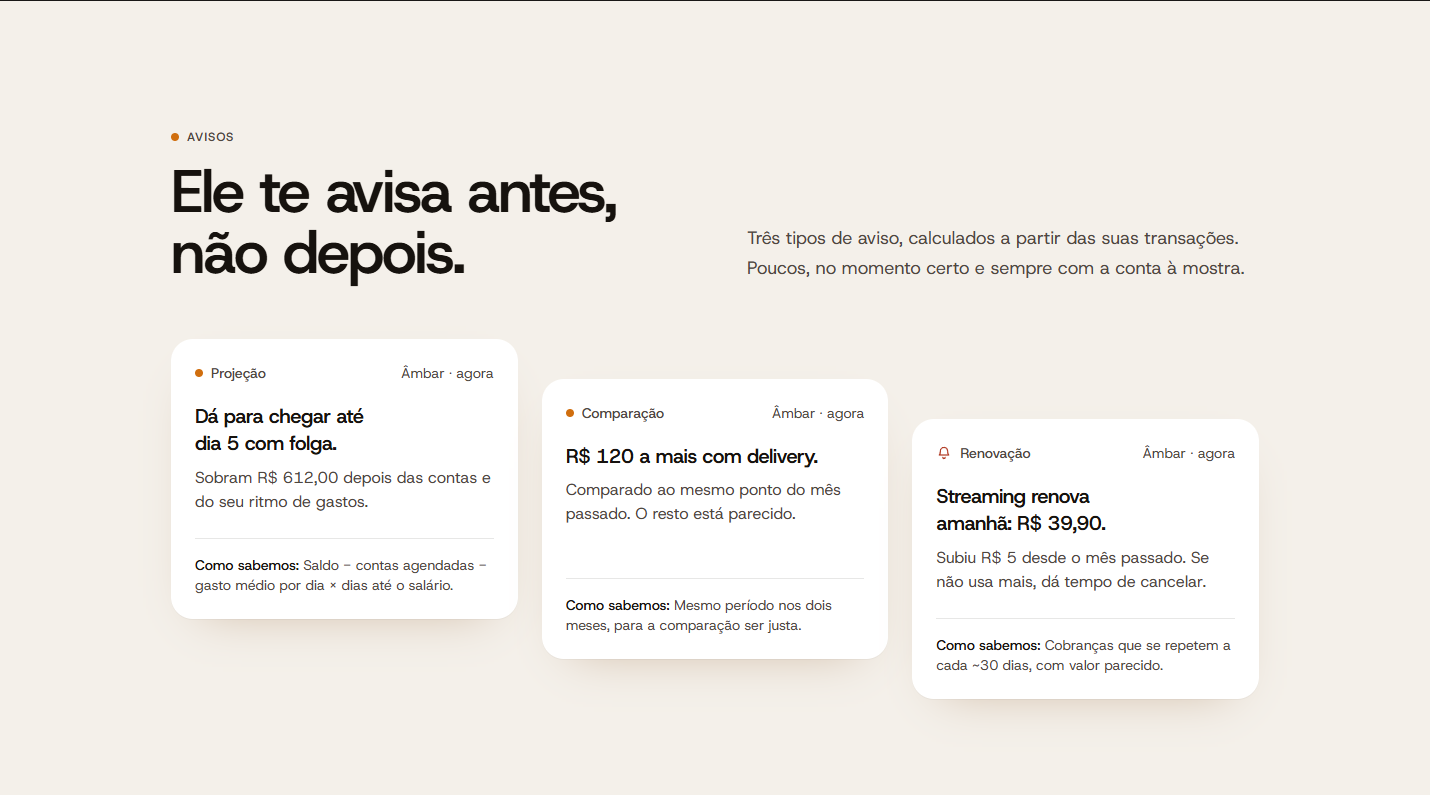 AVISOS
Ele te avisa antes,
não depois.
Três tipos de aviso, calculados a partir das suas transações.
Poucos, no momento certo e sempre com a conta à mostra.
Projeção
Âmbar · agora
Dá para chegar até
dia 5 com folga.
Sobram R$ 612,00 depois das contas e
do seu ritmo de gastos.
Como sabemos: Saldo − contas agendadas −
gasto médio por dia × dias até o salário.
Comparação
Âmbar · agora
R$ 120 a mais com delivery.
Comparado ao mesmo ponto do mês
passado. O resto está parecido.
Como sabemos: Mesmo período nos dois
meses, para a comparação ser justa.
Renovação
Âmbar · agora
Streaming renova
amanhã: R$ 39,90.
Subiu R$ 5 desde o mês passado. Se
não usa mais, dá tempo de cancelar.
Como sabemos: Cobranças que se repetem a
cada ~30 dias, com valor parecido.